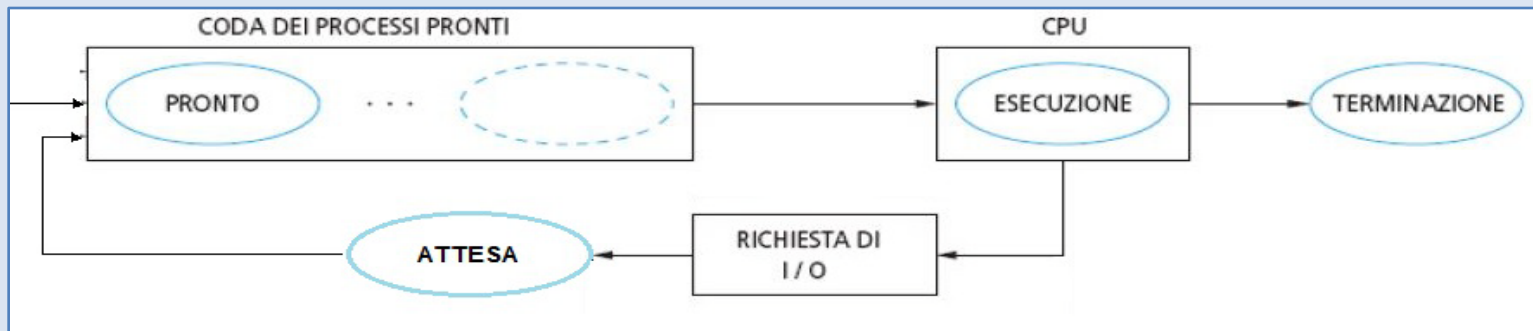 CODA DEI PROCESSI PRONTI
CPU
PRONTO
. . .
ESECUZIONE
TERMINAZIONE
ATTESA
RICHIESTA DI
I / O